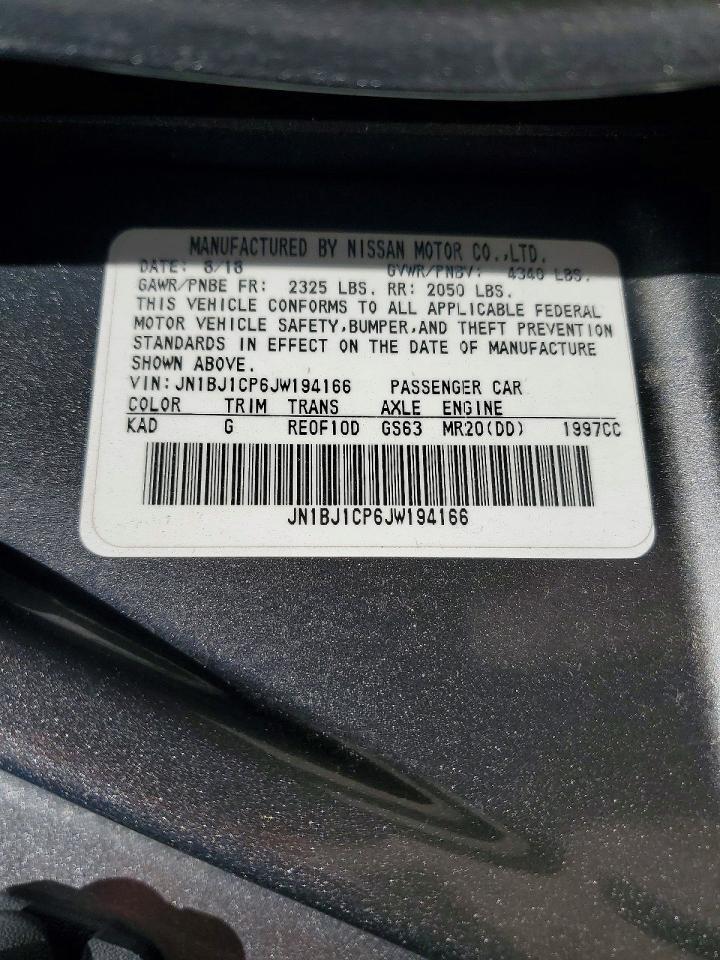 MANUFACTURED BY NISSAN MOTOR CO.,LTD.
DATE: 8/18 GVWR/PNBV: 4340 LBS.
GAWR/PNBE FR: 2325 LBS. RR: 2050 LBS.
THIS VEHICLE CONFORMS TO ALL APPLICABLE FEDERAL
MOTOR VEHICLE SAFETY,BUMPER,AND THEFT PREVENTION
STANDARDS IN EFFECT ON THE DATE OF MANUFACTURE
SHOWN ABOVE.
VIN:JN1BJ1CP6JW194166 PASSENGER CAR
COLOR TRIM TRANS AXLE ENGINE
KAD G RE0F10D GS63 MR20(DD) 1997CC
JN1BJ1CP6JW194166